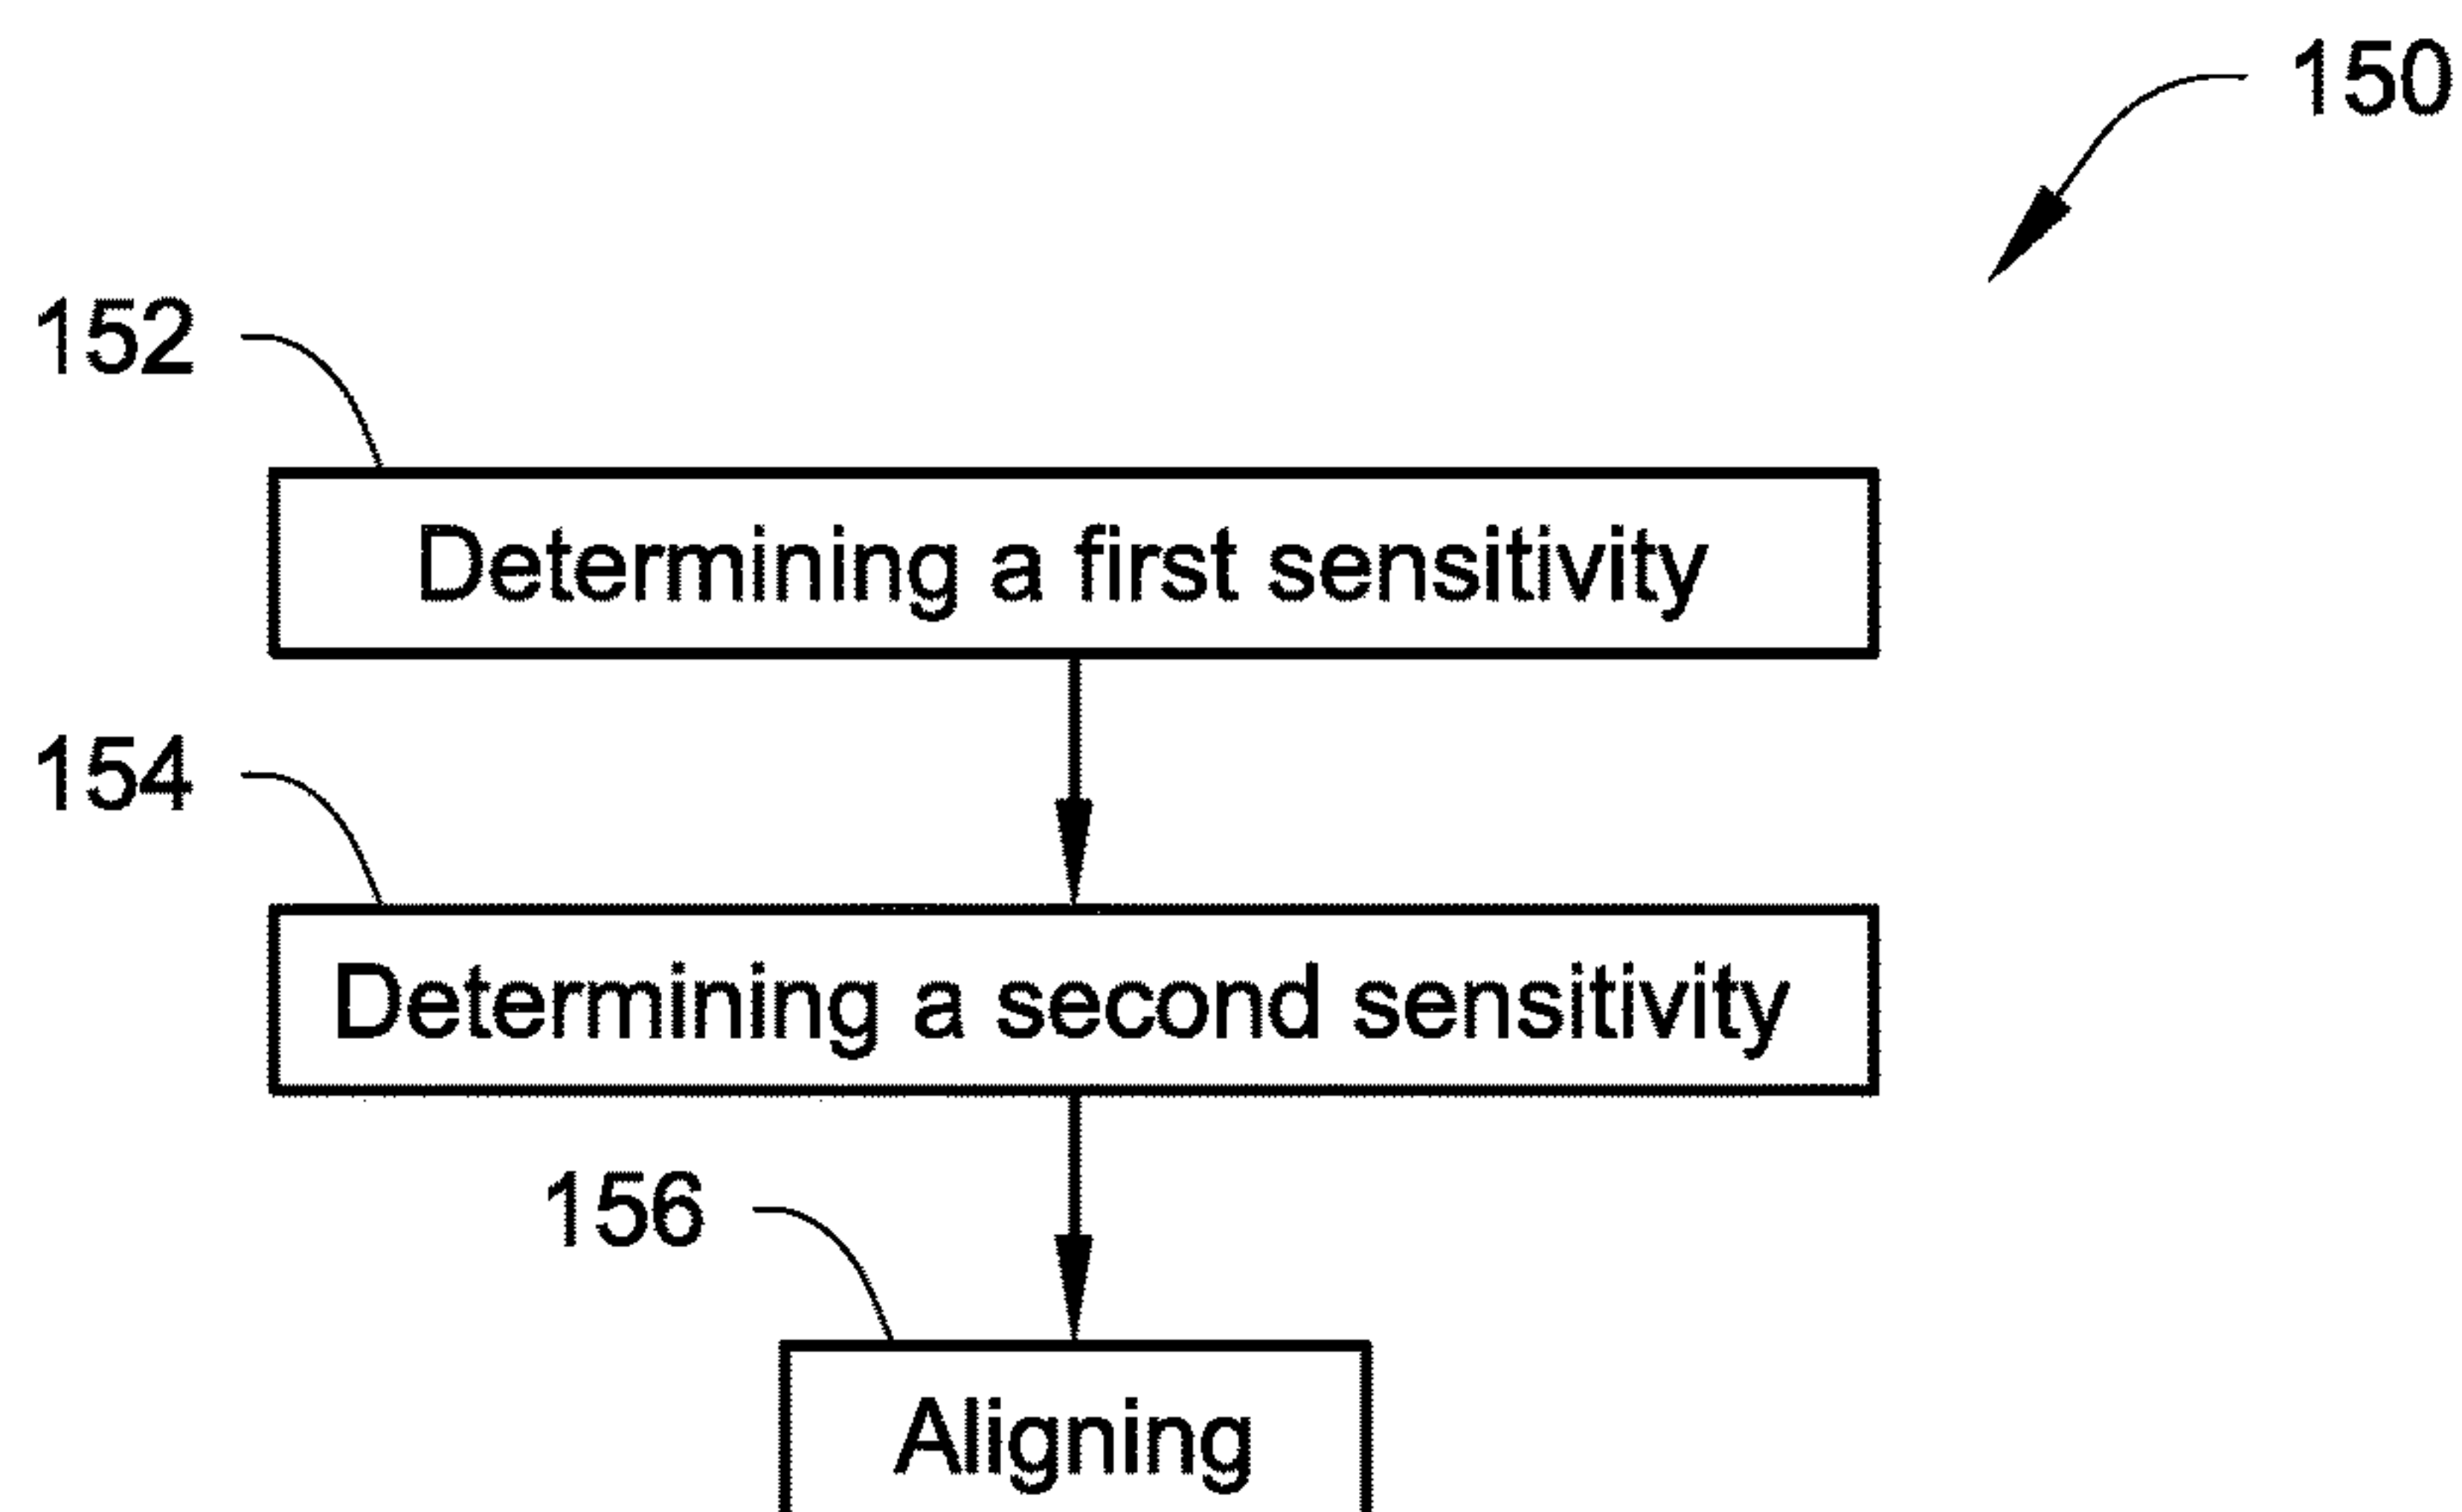 150
152
Determining a first sensitivity
154
Determining a second sensitivity
156
Aligning